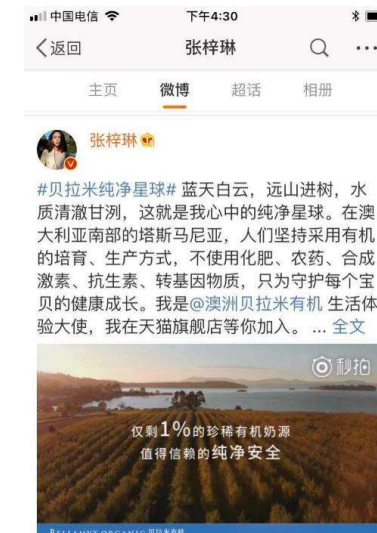 中国电信 下午4:30
返回 张梓琳
主页 微博 超话 相册
张梓琳
#贝拉米纯净星球# 蓝天白云，远山进树，水
质清澈甘洌，这就是我心中的纯净星球。在澳
大利亚南部的塔斯马尼亚，人们坚持采用有机
的培育、生产方式，不使用化肥、农药、合成
激素、抗生素、转基因物质，只为守护每个宝
贝的健康成长。我是@澳洲贝拉米有机 生活体
验大使，我在天猫旗舰店等你加入。... 全文
秒拍
仅剩1%的珍稀有机奶源
值得信赖的纯净安全